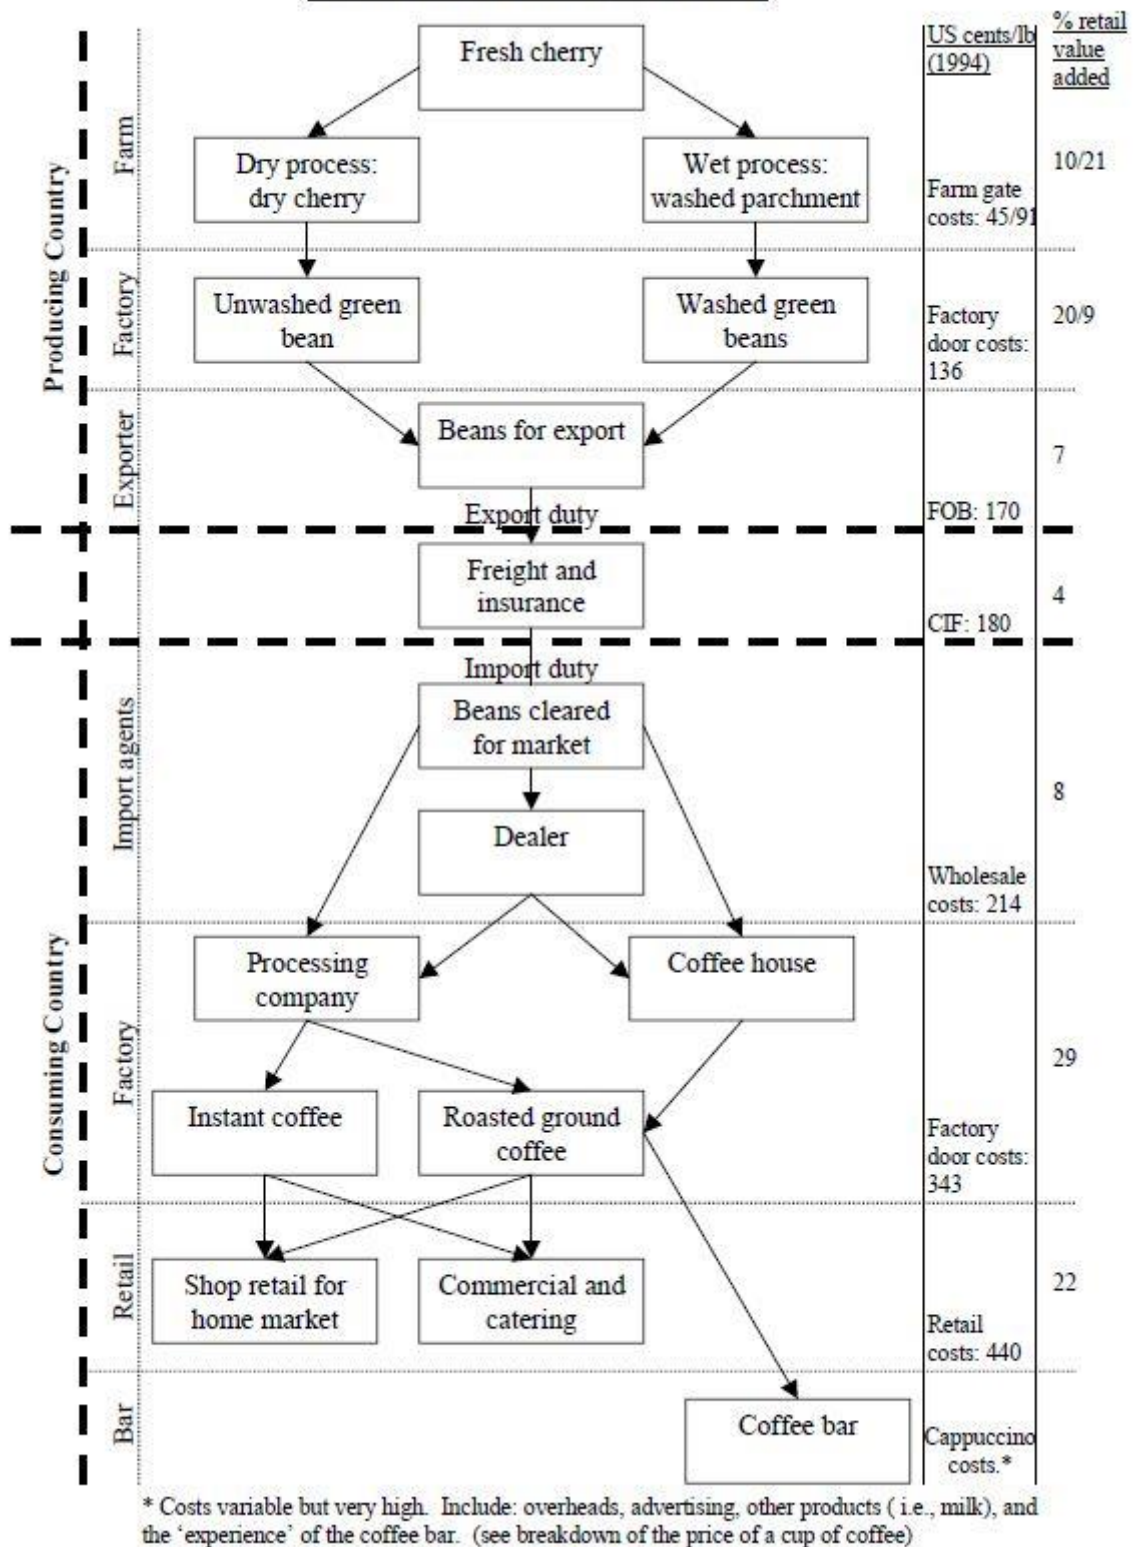 US cents/lb
(1994)
% retail
value
added
Producing Country
Farm
Fresh cherry
Dry process:
dry cherry
Wet process:
washed parchment
Farm gate
costs: 45/91
10/21
Factory
Unwashed green
bean
Washed green
beans
Factory
door costs:
136
20/9
Exporter
Beans for export
7
Export duty
FOB: 170
Freight and
insurance
4
CIF: 180
Consuming Country
Import agents
Import duty
Beans cleared
for market
Dealer
8
Wholesale
costs: 214
Factory
Processing
company
Coffee house
29
Instant coffee
Roasted ground
coffee
Factory
door costs:
343
Retail
Shop retail for
home market
Commercial and
catering
22
Retail
costs: 440
Bar
Coffee bar
Cappuccino
costs.*
* Costs variable but very high. Include: overheads, advertising, other products ( i.e., milk), and
the ‘experience’ of the coffee bar. (see breakdown of the price of a cup of coffee)